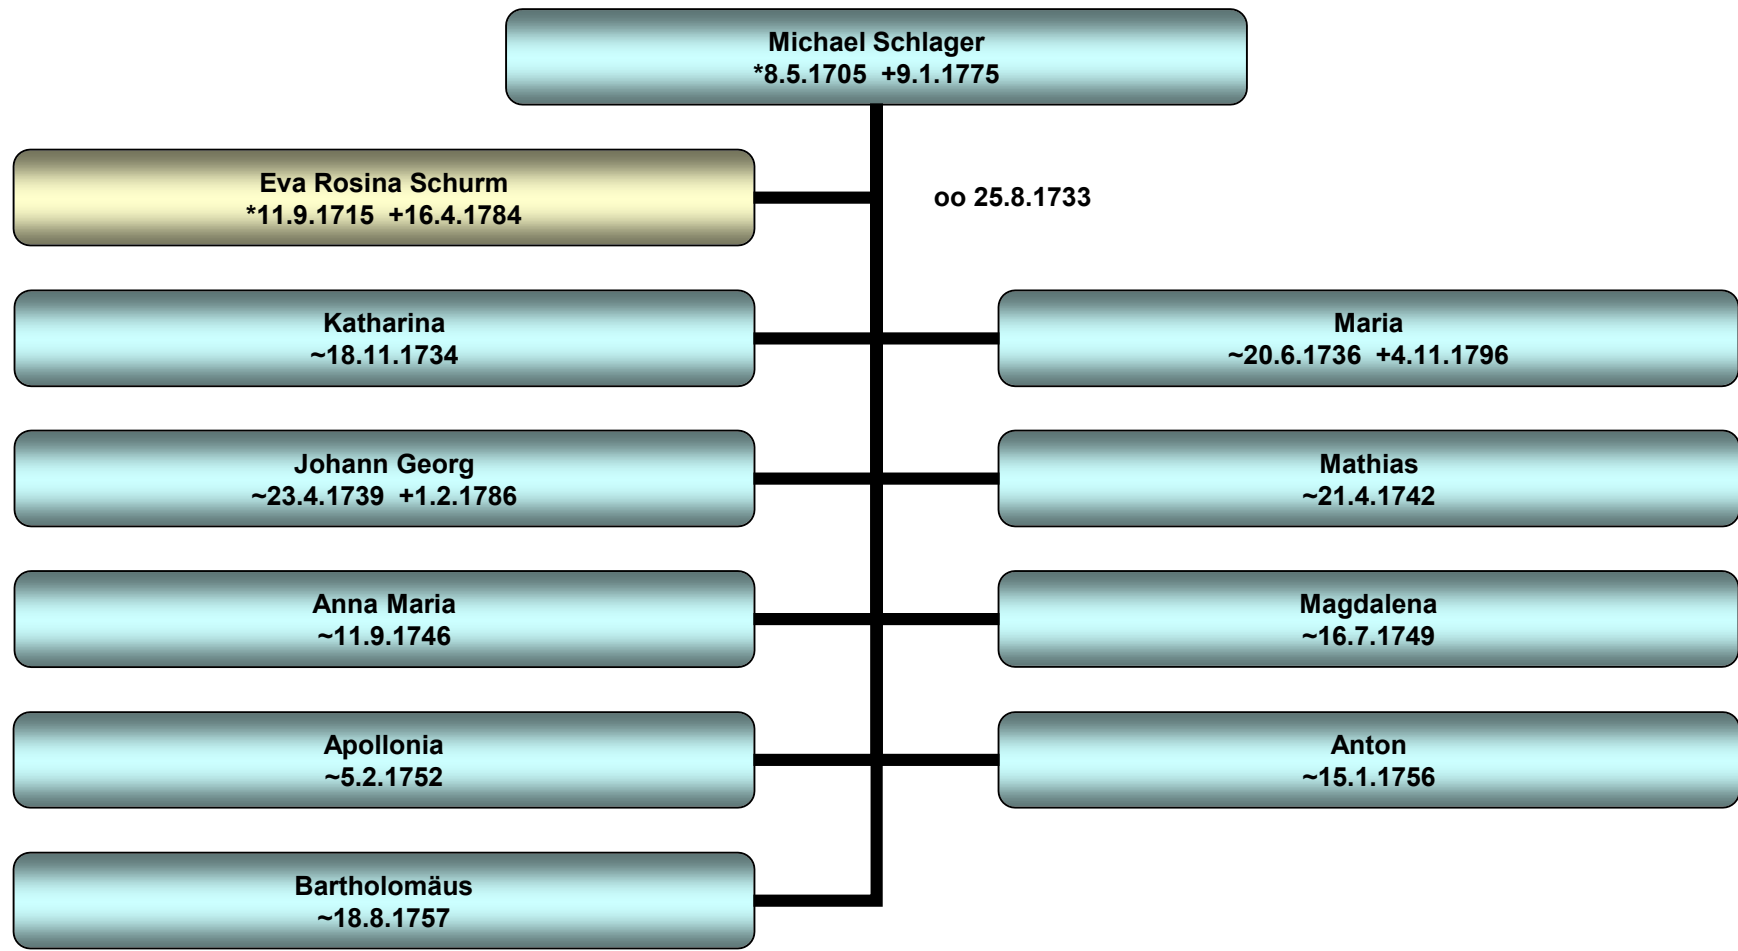 Michael Schlager
*8.5.1705  +9.1.1775
Eva Rosina Schurm
*11.9.1715  +16.4.1784
oo 25.8.1733
Katharina
~18.11.1734
Maria
~20.6.1736  +4.11.1796
Johann Georg
~23.4.1739  +1.2.1786
Mathias
~21.4.1742
Anna Maria
~11.9.1746
Magdalena
~16.7.1749
Apollonia
~5.2.1752
Anton
~15.1.1756
Bartholomäus
~18.8.1757